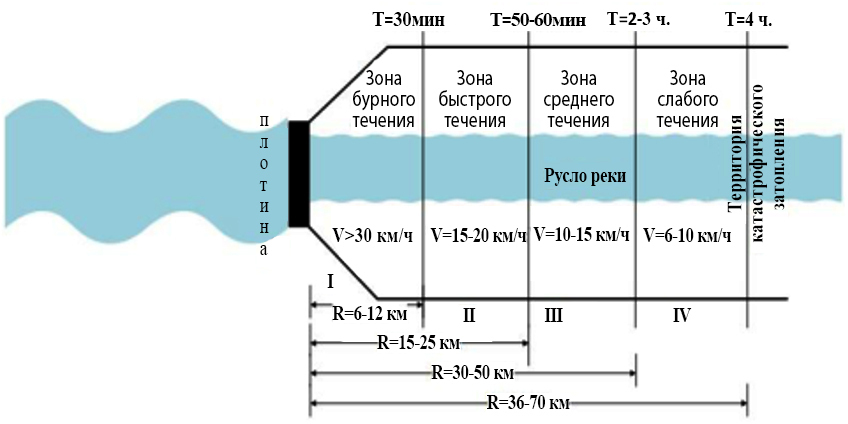 T=30мин
T=50-60мин
T=2-3 ч.
T=4 ч.
Зона
бурного
течения
Зона
быстрого
течения
Зона
среднего
течения
Зона
слабого
течения
плотина
Русло реки
Территория
катастрофического
затопления
V>30 км/ч
V=15-20 км/ч
V=10-15 км/ч
V=6-10 км/ч
I
II
III
IV
R=6-12 км
R=15-25 км
R=30-50 км
R=36-70 км